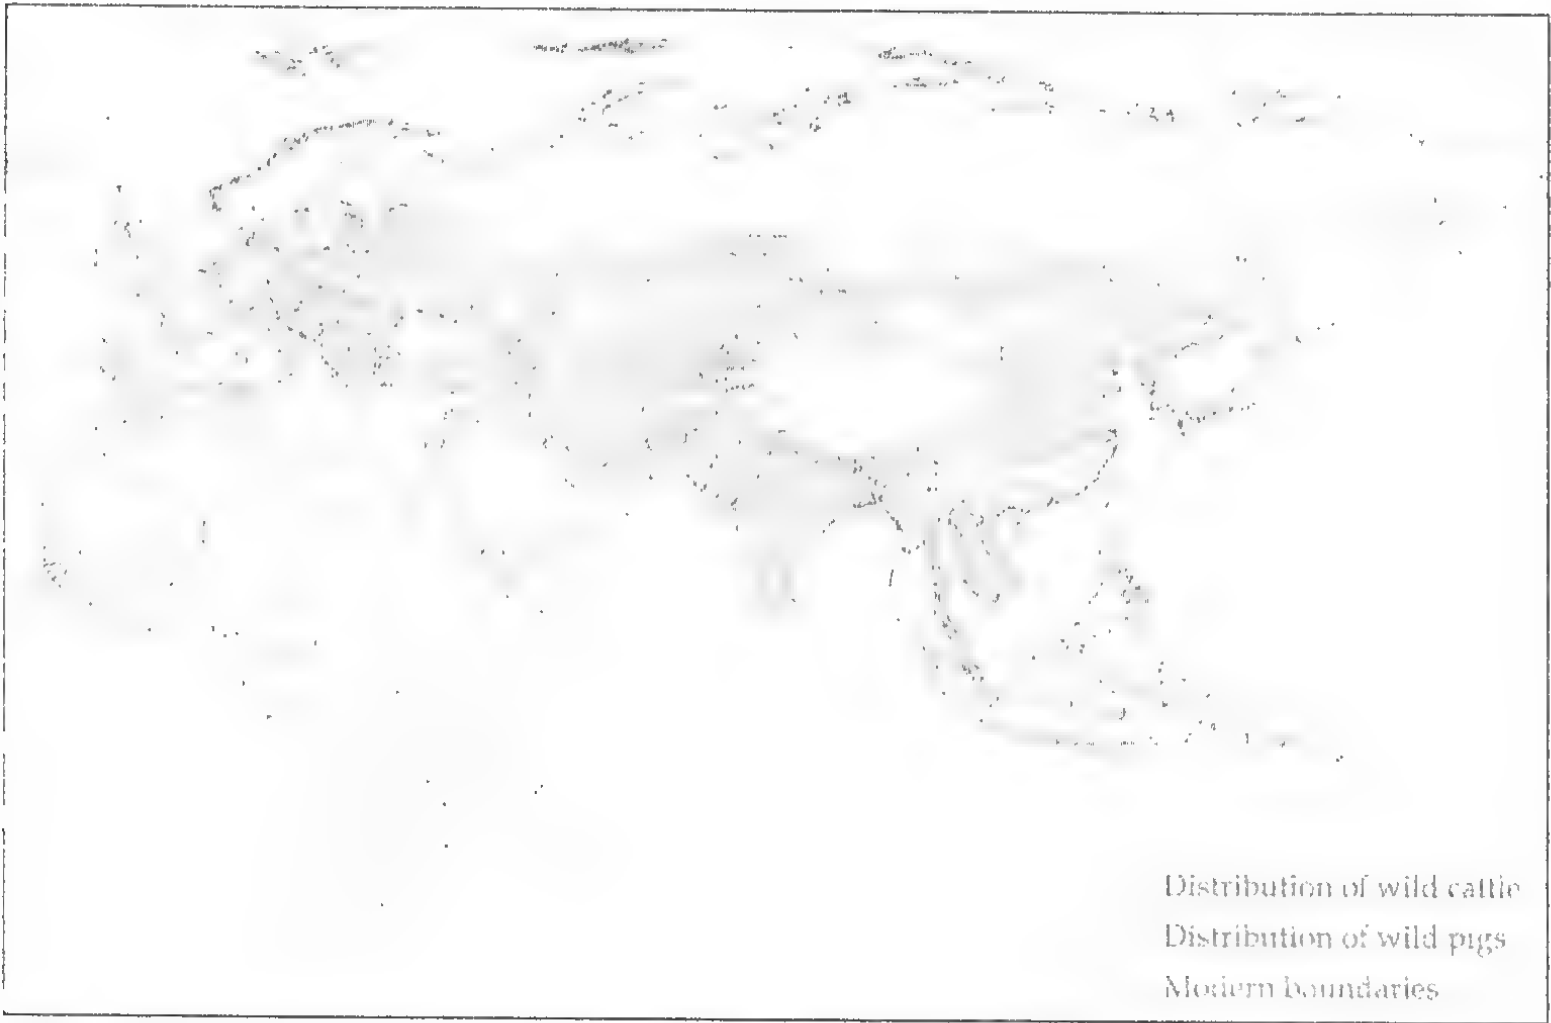 Distribution of wild cattle
Distribution of wild pigs
Modern boundaries